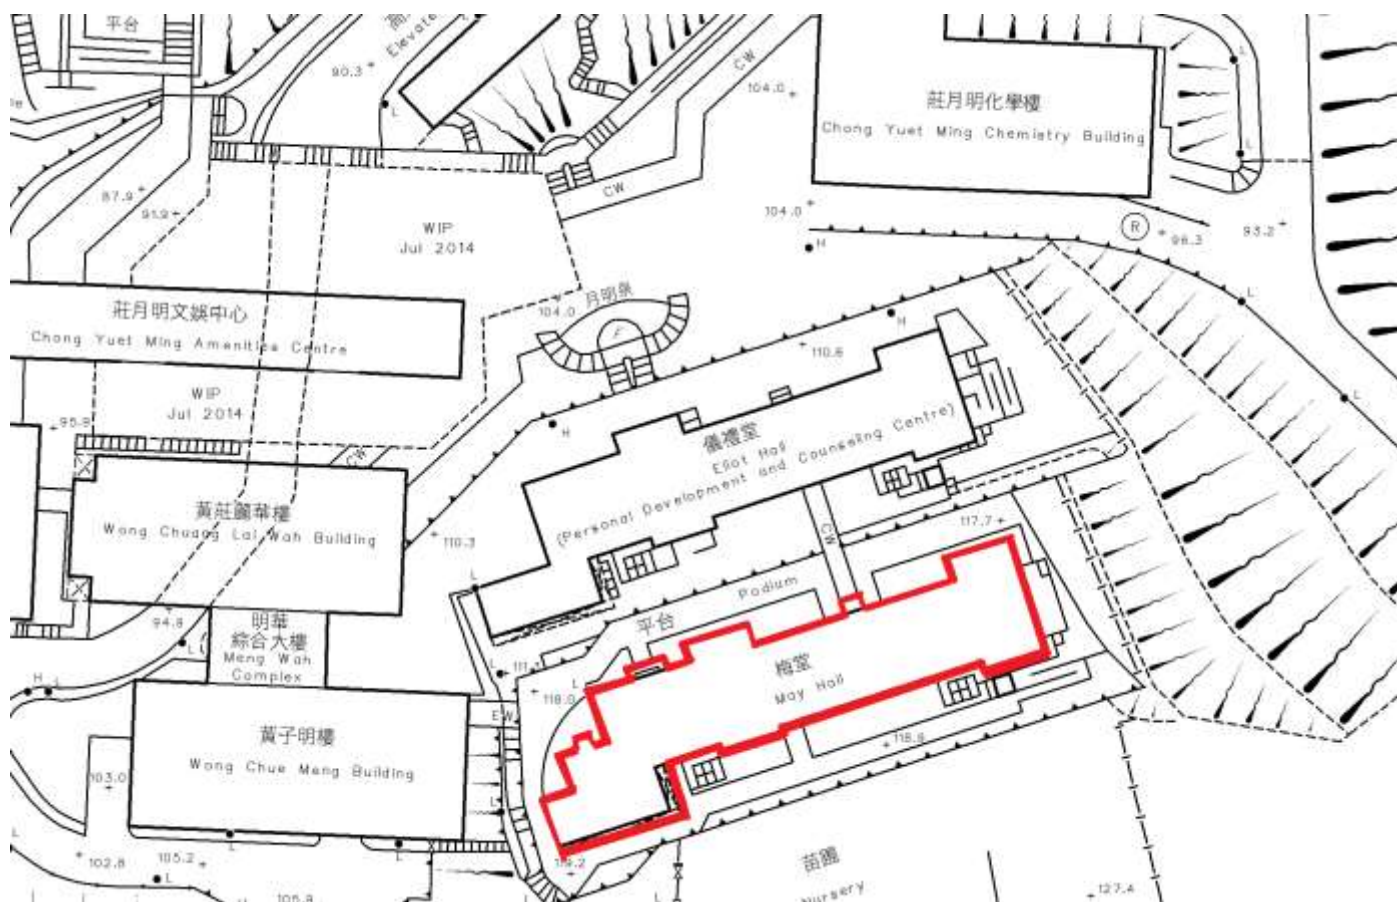 平台
90.3
104.0
CW
莊月明化學樓
Chong Yuet Ming Chemistry Building
L
L
87.9
91.9
WIP
Jul 2014
CW
104.0
H
R
96.3
93.2
L
莊月明文娛中心
Chong Yuet Ming Amenities Centre
104.0
月明泉
F
H
110.6
L
WIP
Jul 2014
95.9
CW
H
儀禮堂
Eliot Hall
(Personal Development and Counseling Centre)
黃莊麗華樓
Wong Chuang Lai Wah Building
110.3
CW
117.7
L
94.8
L
明華
綜合大樓
Meng Wah
Complex
平台
Podium
梅堂
May Hall
H
L
L
118.0
EW
黃子明樓
Wong Chue Meng Building
103.0
L
118.8
L
102.8
105.2
L
L
119.2
苗圃
Nursery
127.4
105.9
L
L